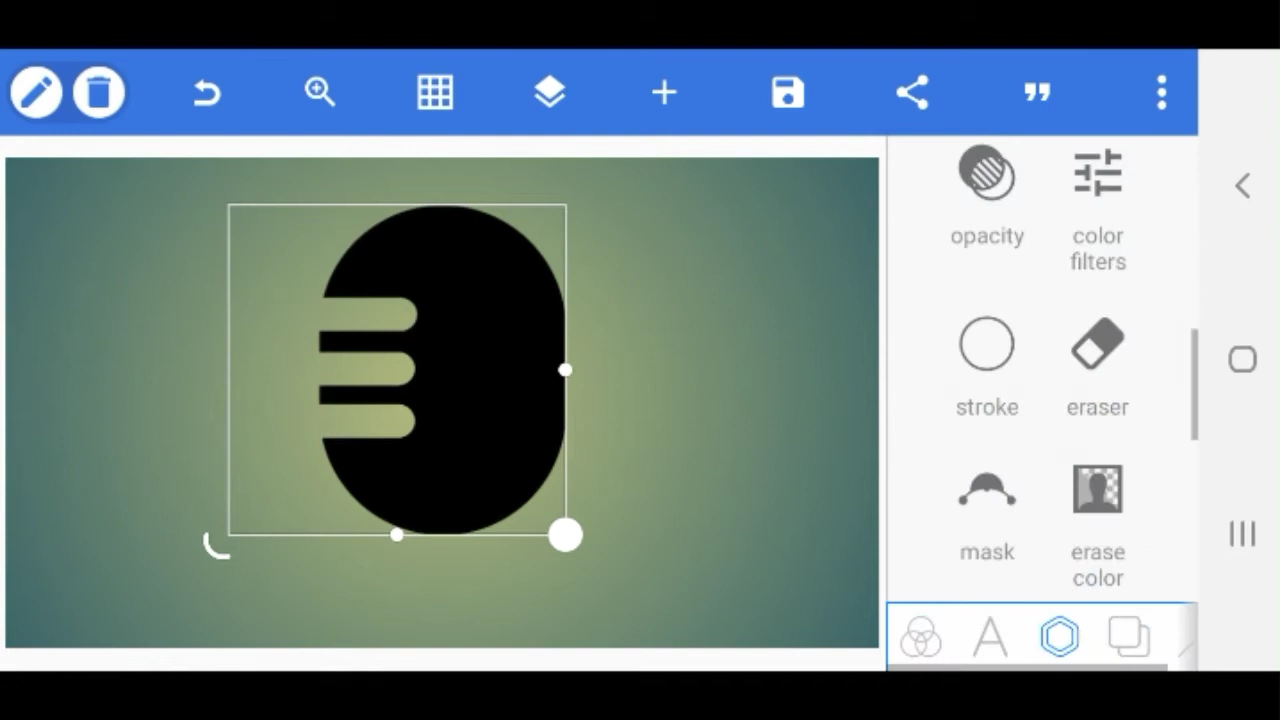 opacity
color
filters
stroke
eraser
mask
erase
color